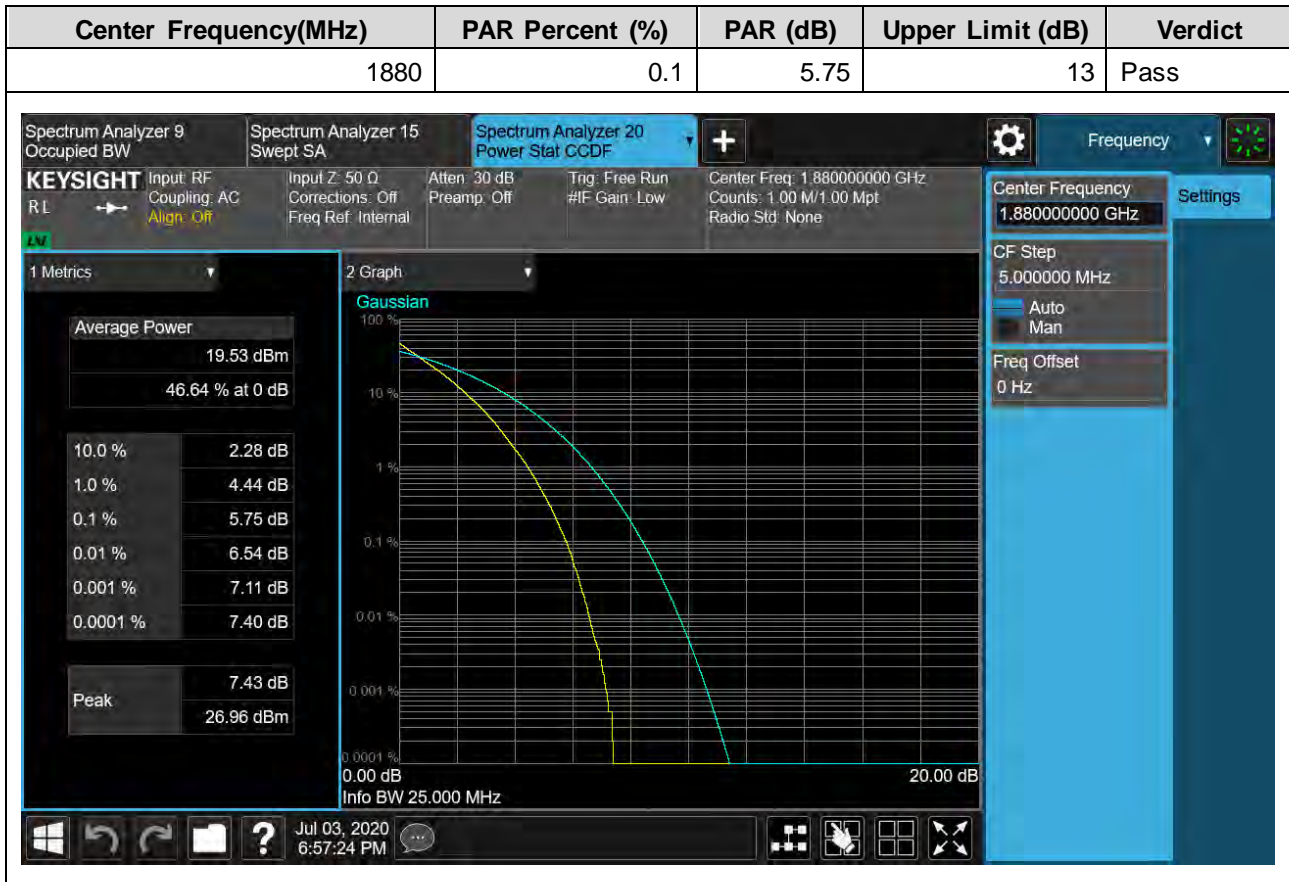 Center Frequency(MHz) PAR Percent (%) PAR (dB) Upper Limit (dB) Verdict
1880 0.1 5.75 13 Pass
Spectrum Analyzer 9 Spectrum Analyzer 15 Spectrum Analyzer 20
Occupied BW Swept SA Power Stat CCDF Frequency
KEYSIGHT Input: RF Input Z: 50 Ω Atten: 30 dB Trig: Free Run Center Freq: 1.880000000 GHz
RL Coupling: AC Corrections: Off Preamp: Off #IF Gain: Low Counts: 1.00 M/1.00 Mpt
Align: Off Freq Ref: Internal Radio Std: None
LXI
Center Frequency
1.880000000 GHz
Settings
CF Step
5.000000 MHz
Auto
Man
Freq Offset
0 Hz
1 Metrics
Average Power
19.53 dBm
46.64 % at 0 dB
10.0 % 2.28 dB
1.0 % 4.44 dB
0.1 % 5.75 dB
0.01 % 6.54 dB
0.001 % 7.11 dB
0.0001 % 7.40 dB
Peak 7.43 dB
26.96 dBm
2 Graph
Gaussian
100 %
10 %
1 %
0.1 %
0.01 %
0.001 %
0.0001 %
0.00 dB 20.00 dB
Info BW 25.000 MHz
? Jul 03, 2020
6:57:24 PM